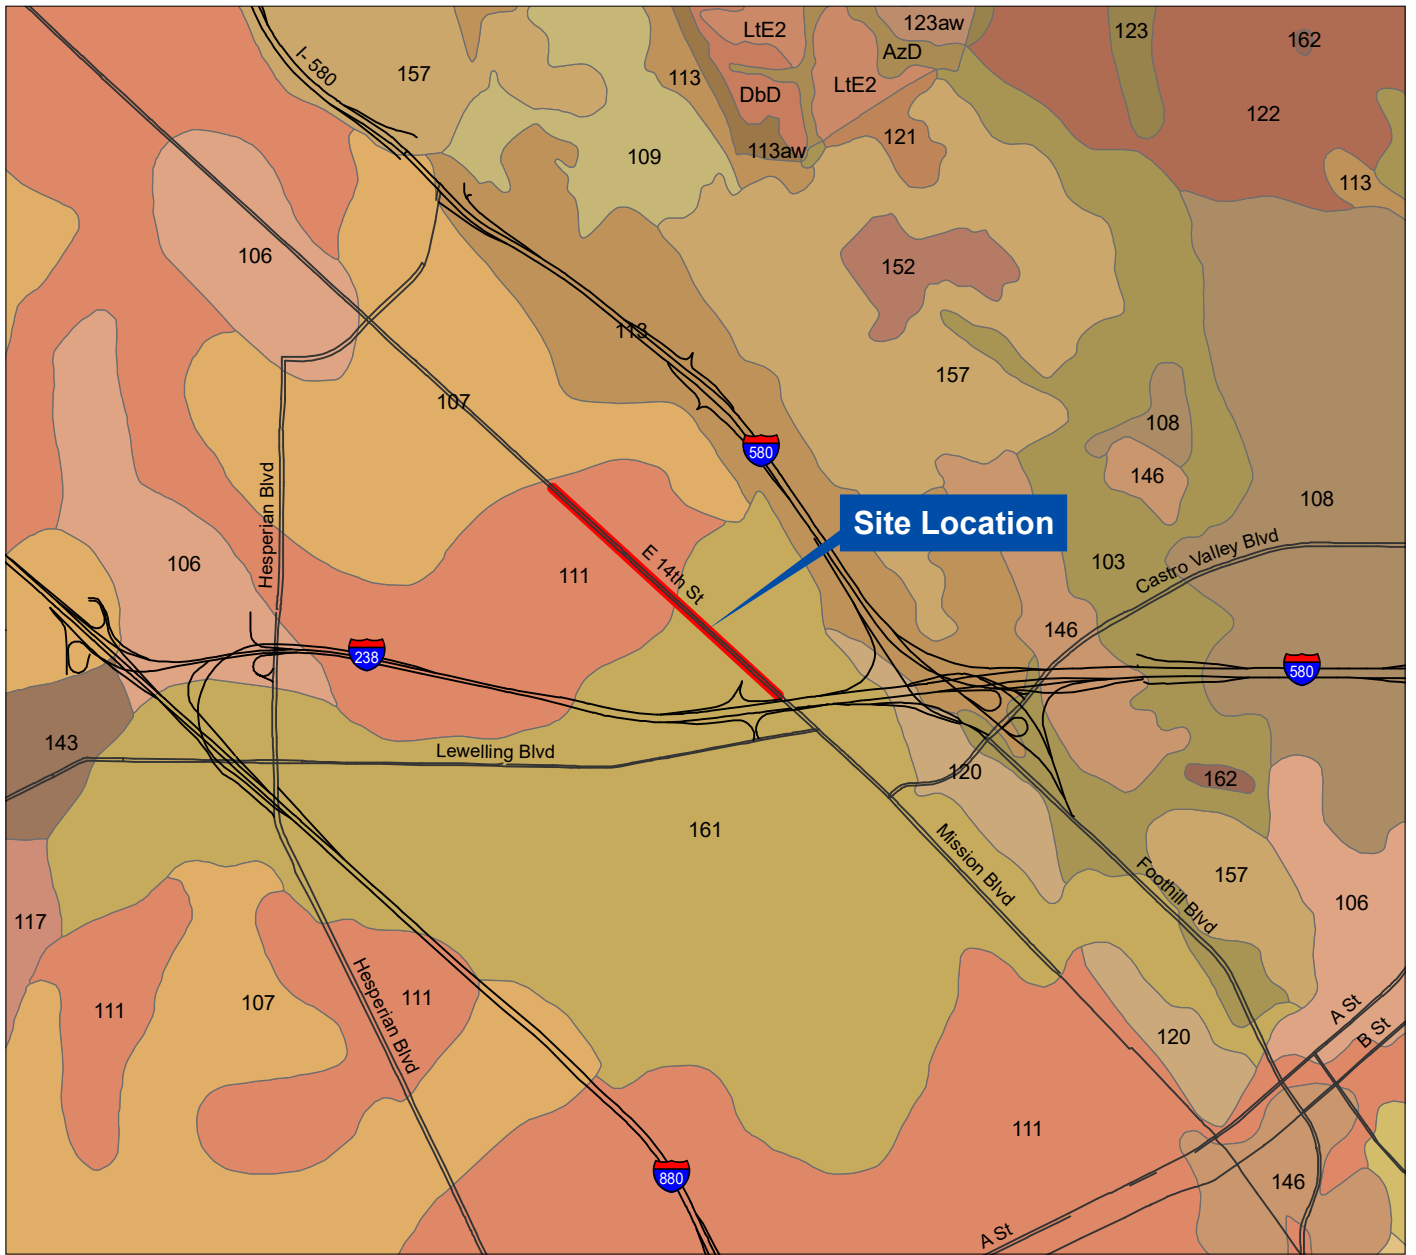 LtE2
123aw
123
162
I- 580
157
113
AzD
DbD
LtE2
122
113aw
121
109
113
106
152
113
157
107
108
580
146
108
Site Location
Hesperian Blvd
106
111
E 14th St
103
Castro Valley Blvd
146
238
580
143
Lewelling Blvd
120
162
161
Mission Blvd
Foothill Blvd
157
106
117
111
107
111
Hesperian Blvd
A St
B St
120
111
880
146
A St